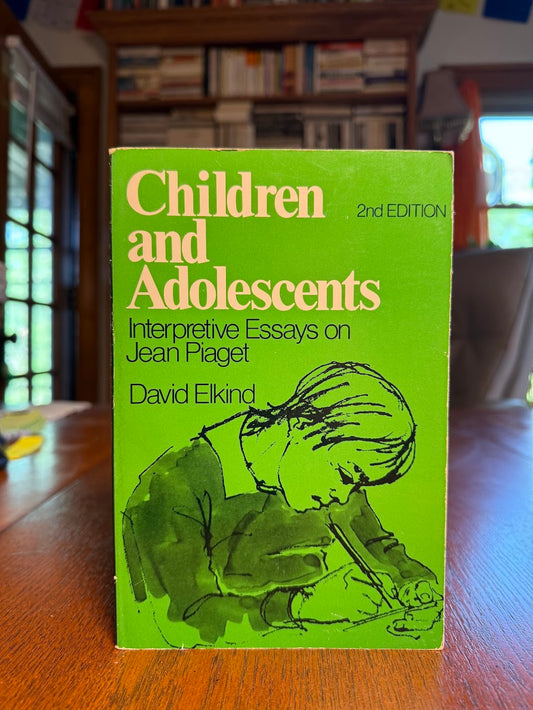 Children
2nd EDITION
and
Adolescents
Interpretive Essays on
Jean Piaget
David Elkind